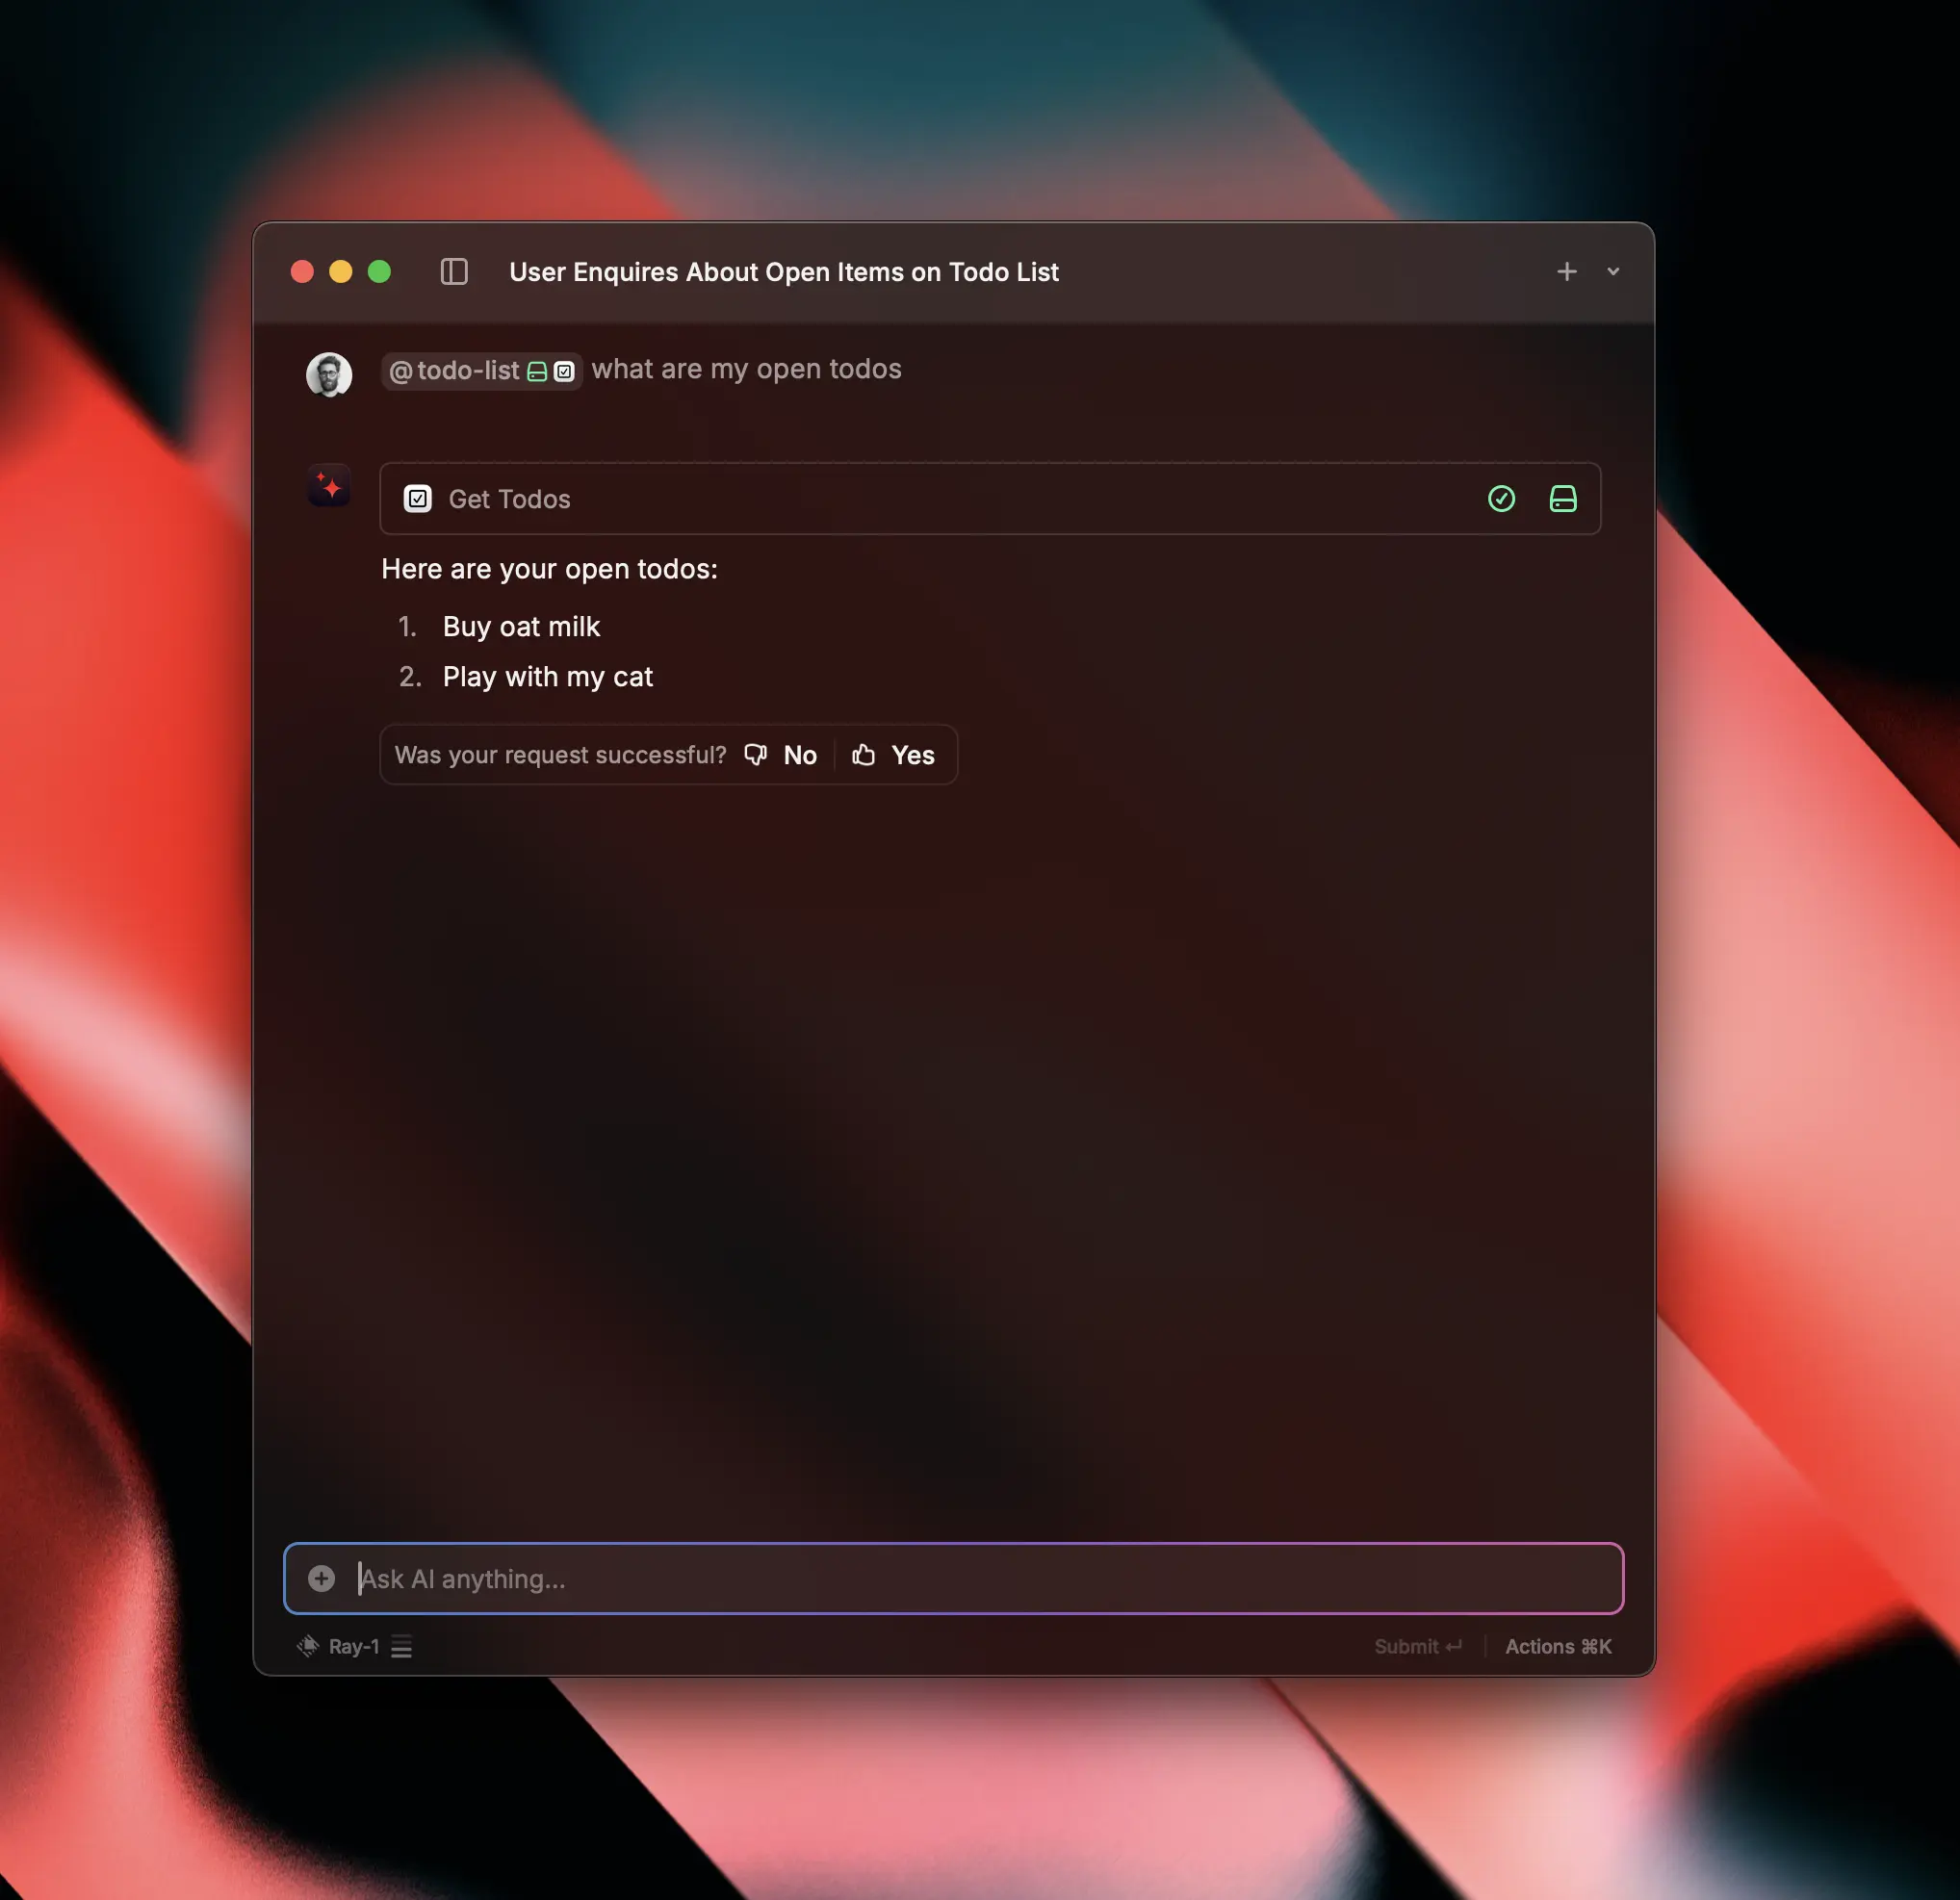 User Enquires About Open Items on Todo List
@todo-list what are my open todos
Get Todos
Here are your open todos:
1. Buy oat milk
2. Play with my cat
Was your request successful? No Yes
Ask AI anything...
Ray-1 Submit ↵ Actions ⌘K